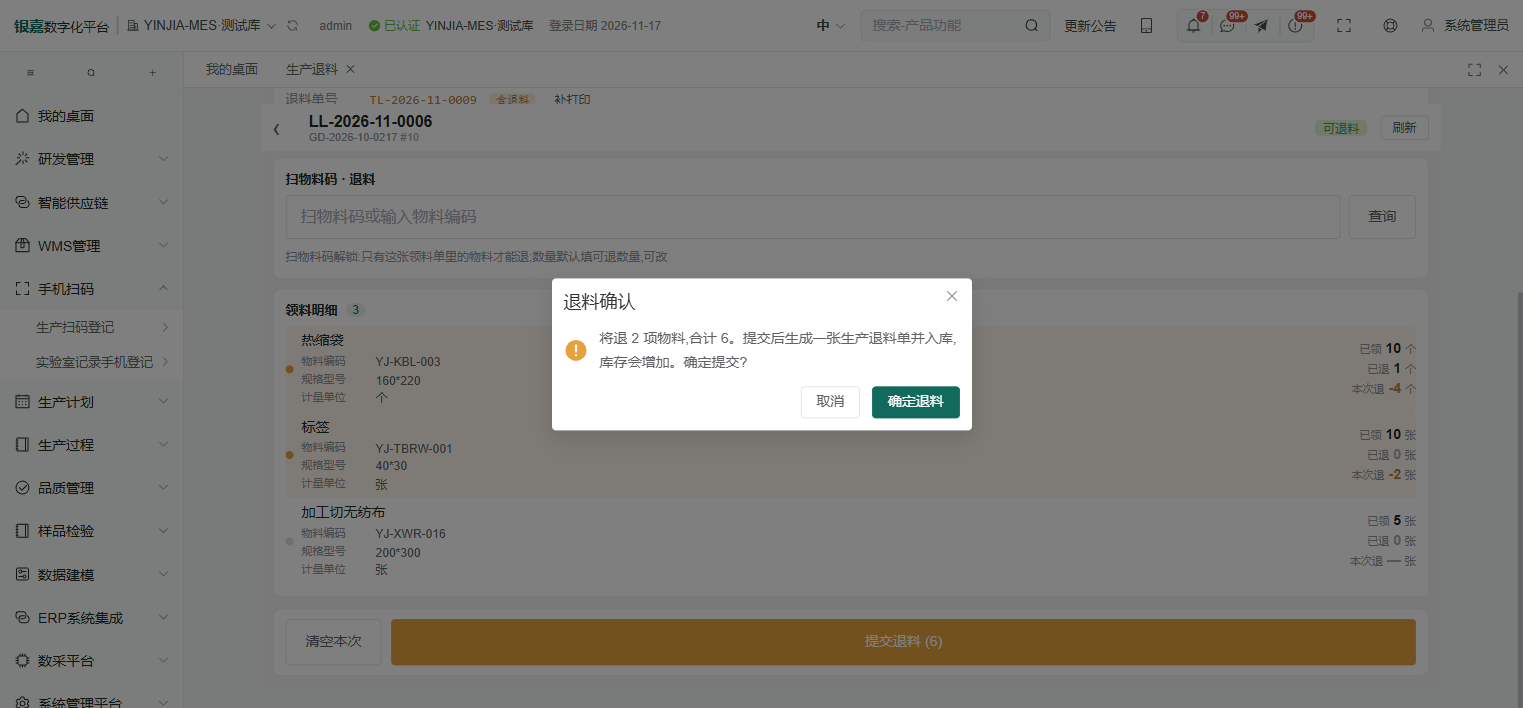 银嘉数字化平台 YINJIA-MES·测试库 admin 已认证 YINJIA-MES·测试库 登录日期 2026-11-17 中 搜索-产品功能 更新公告 7 99+ 99+ 系统管理员
我的桌面 生产退料
我的桌面
研发管理
智能供应链
WMS管理
手机扫码
生产扫码登记
实验室记录手机登记
生产计划
生产过程
品质管理
样品检验
数据建模
ERP系统集成
数采平台
系统管理平台
退料单号 TL-2026-11-0009 含退料 补打印
LL-2026-11-0006
GD-2026-10-0217 #10
可退料 刷新
扫物料码 · 退料
扫物料码或输入物料编码 查询
扫物料码解锁:只有这张领料单里的物料才能退;数量默认填可退数量,可改
领料明细 3
热缩袋
物料编码 YJ-KBL-003
规格型号 160*220
计量单位 个
已领 10 个
已退 1 个
本次退 -4 个
标签
物料编码 YJ-TBRW-001
规格型号 40*30
计量单位 张
已领 10 张
已退 0 张
本次退 -2 张
加工切无纺布
物料编码 YJ-XWR-016
规格型号 200*300
计量单位 张
已领 5 张
已退 0 张
本次退 — 张
清空本次 提交退料 (6)
退料确认
将退 2 项物料,合计 6。提交后生成一张生产退料单并入库,
库存会增加。确定提交?
取消 确定退料